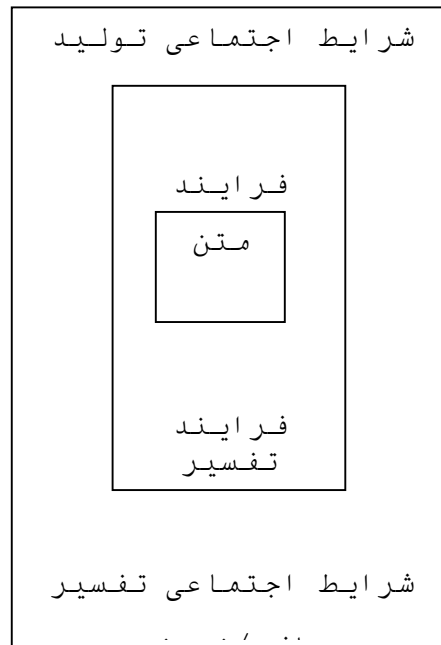 شرایط اجتماعی تولید
فرایند
متن
فرایند
تفسیر
شرایط اجتماعی تفسیر